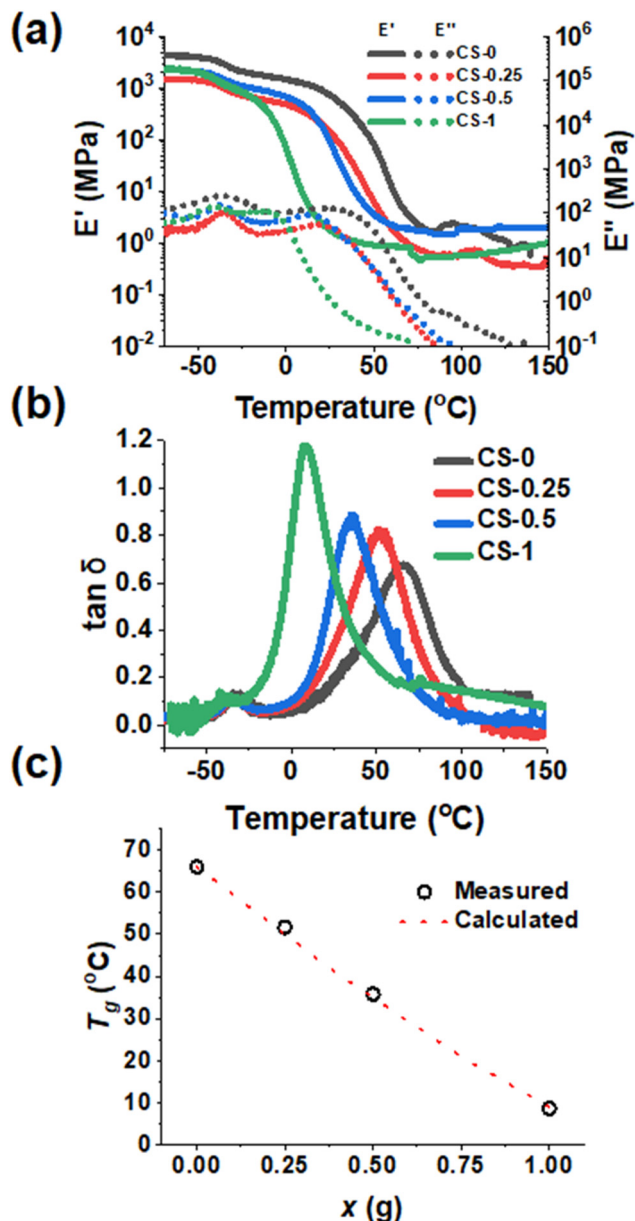 (a)
E' E"
CS-0
CS-0.25
CS-0.5
CS-1
10⁴
10³
10²
10¹
10⁰
10⁻¹
10⁻²
E' (MPa)
10⁶
10⁵
10⁴
10³
10²
10¹
10⁰
10⁻¹
E" (MPa)
-50 0 50 100 150
Temperature (°C)
(b)
CS-0
CS-0.25
CS-0.5
CS-1
1.2
1.0
0.8
0.6
0.4
0.2
0.0
tan δ
-50 0 50 100 150
Temperature (°C)
(c)
Measured
Calculated
70
60
50
40
30
20
10
0
T_g (°C)
0.00 0.25 0.50 0.75 1.00
x (g)